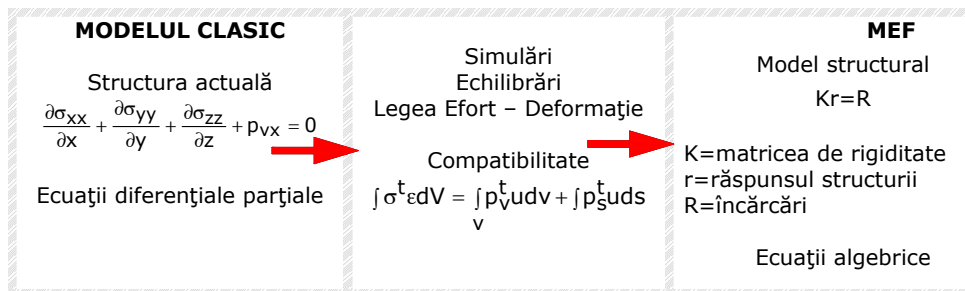 MODELUL CLASIC
Structura actuală
∂σxx/∂x + ∂σyy/∂y + ∂σzz/∂z + pvx = 0
Ecuaţii diferenţiale parţiale
Simulări
Echilibrări
Legea Efort – Deformaţie
Compatibilitate
∫σᵗεdV = ∫pᵗᵥudv + ∫pᵗₛuds
v
MEF
Model structural
Kr=R
K=matricea de rigiditate
r=răspunsul structurii
R=încărcări
Ecuaţii algebrice